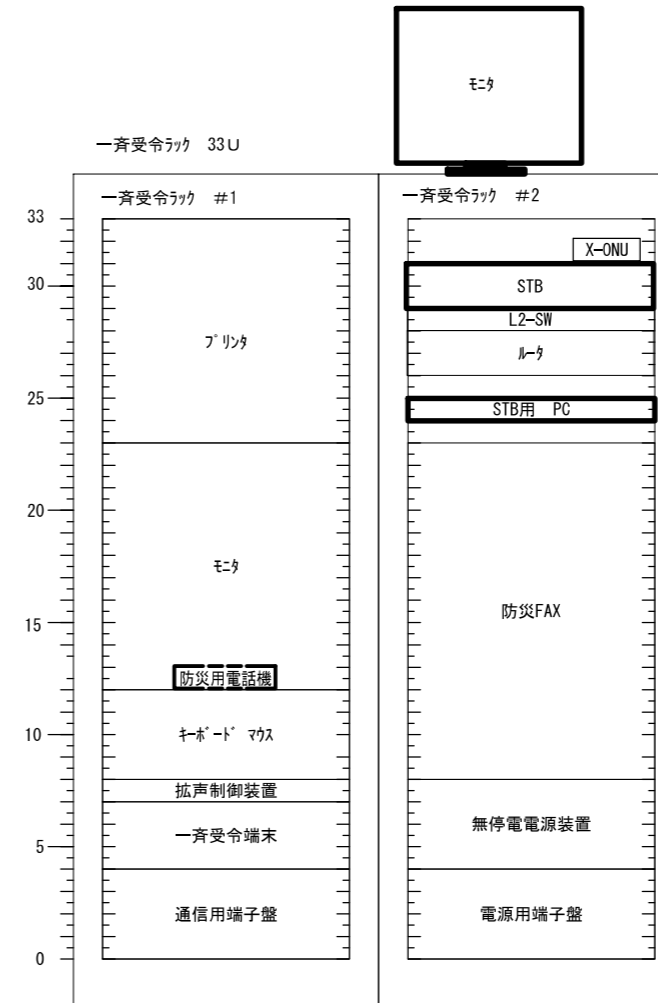 モニタ
一斉受令ラック 33U
一斉受令ラック #1
一斉受令ラック #2
33
30
25
20
15
10
5
0
プリンタ
モニタ
防災用電話機
キーボード マウス
拡声制御装置
一斉受令端末
通信用端子盤
X-ONU
STB
L2-SW
ルータ
STB用 PC
防災FAX
無停電電源装置
電源用端子盤